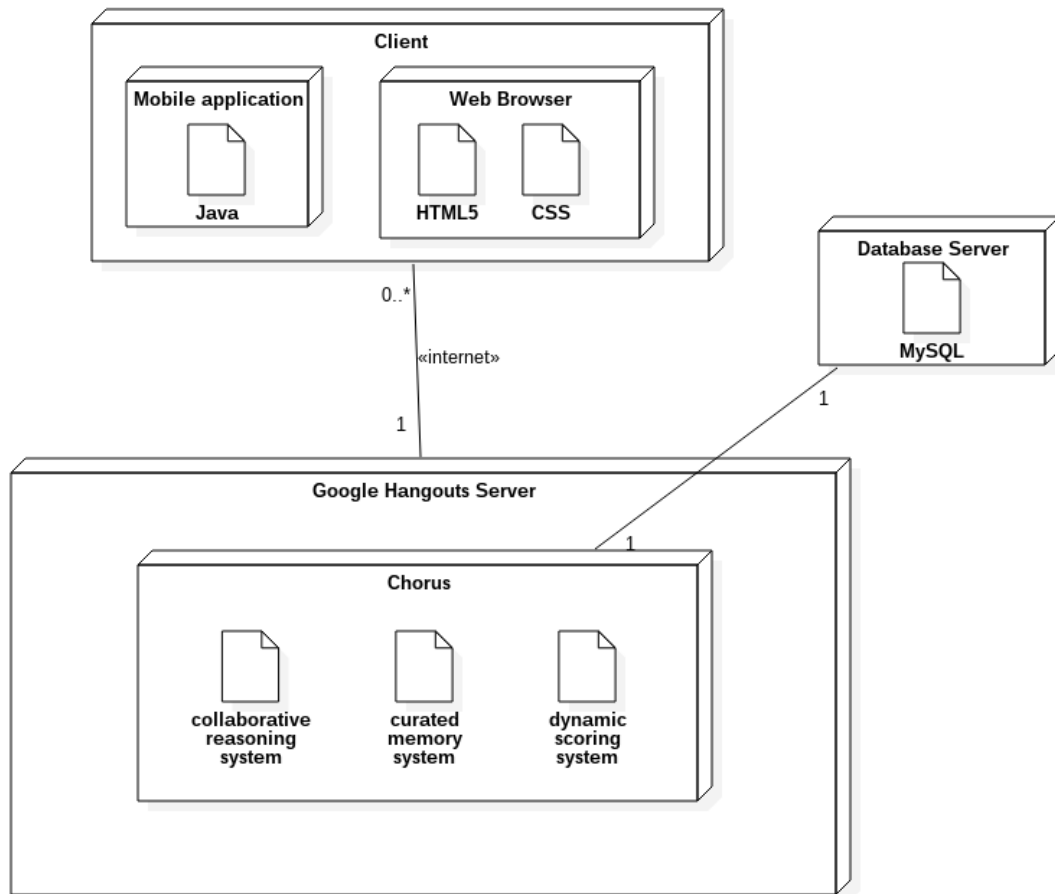 Client
Mobile application
Web Browser
Java
HTML5
CSS
Database Server
MySQL
0..*
«internet»
1
1
Google Hangouts Server
1
Chorus
collaborative
reasoning
system
curated
memory
system
dynamic
scoring
system